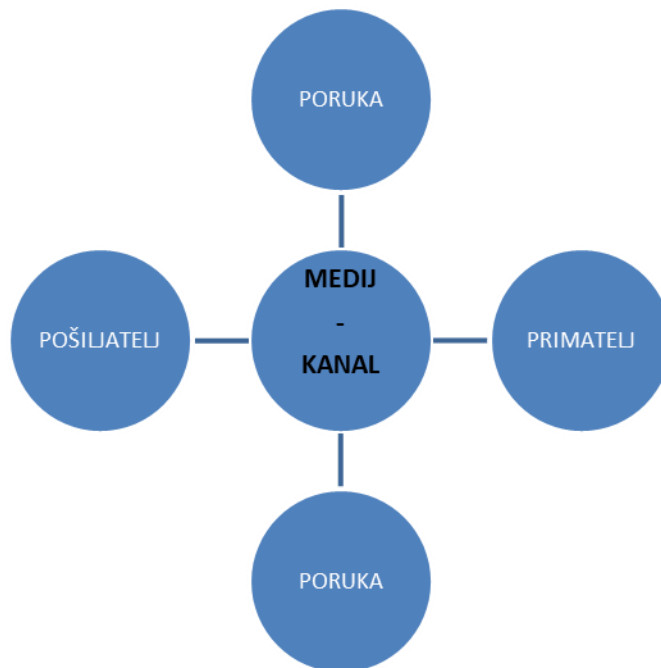 PORUKA
MEDIJ
-
KANAL
POŠILJATELJ
PRIMATELJ
PORUKA